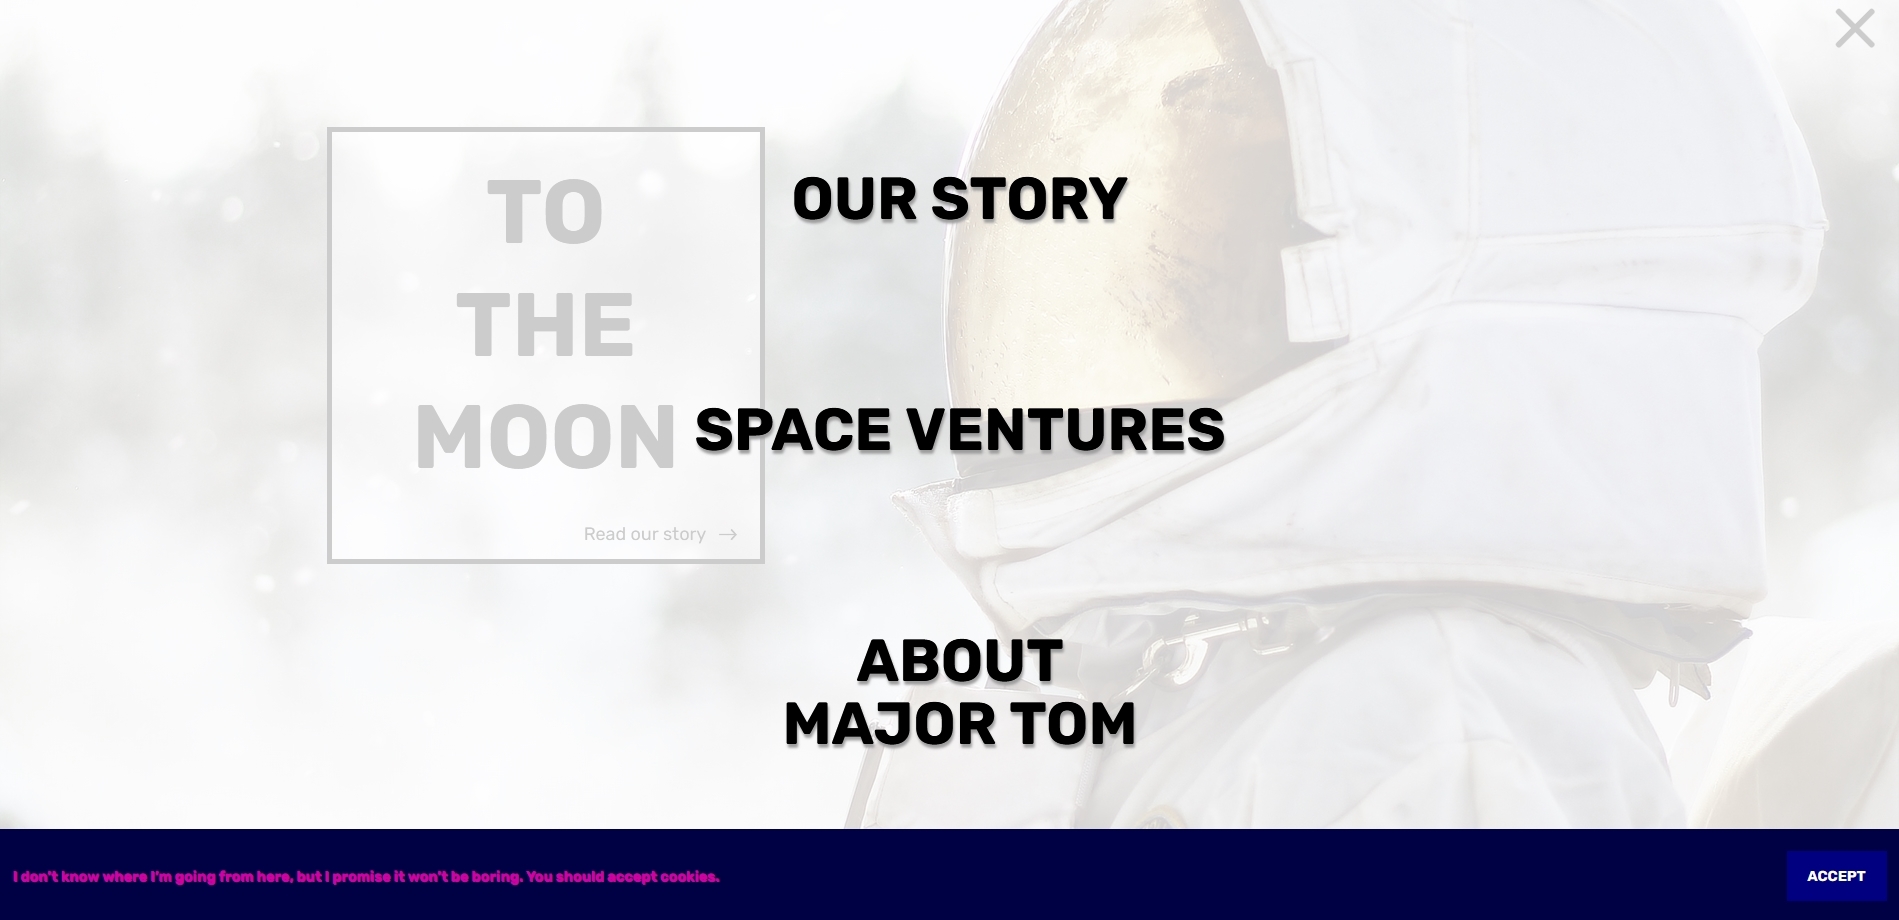 TO
THE
MOON
Read our story
OUR STORY
SPACE VENTURES
ABOUT
MAJOR TOM
I don't know where I'm going from here, but I promise it won't be boring. You should accept cookies.
ACCEPT